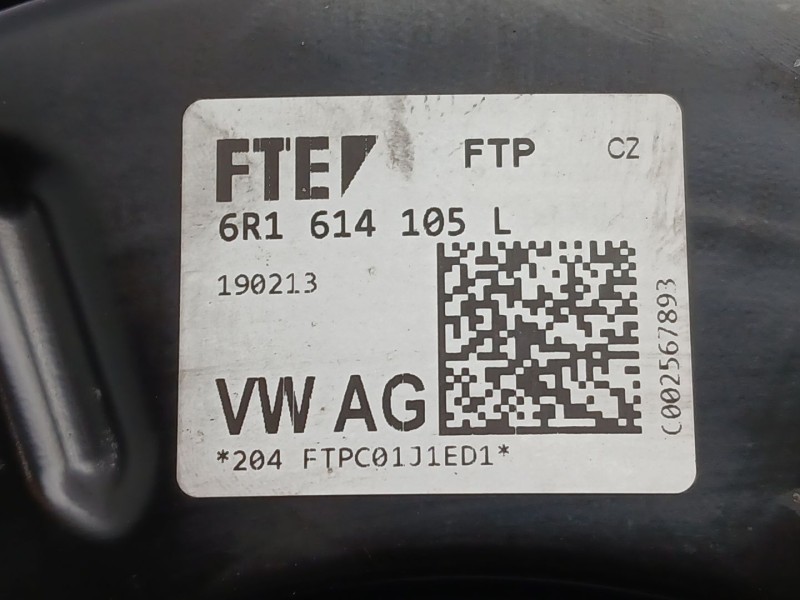 FTE FTP CZ
6R1 614 105 L
190213
C002567893
VW AG
*204 FTPC01J1ED1*